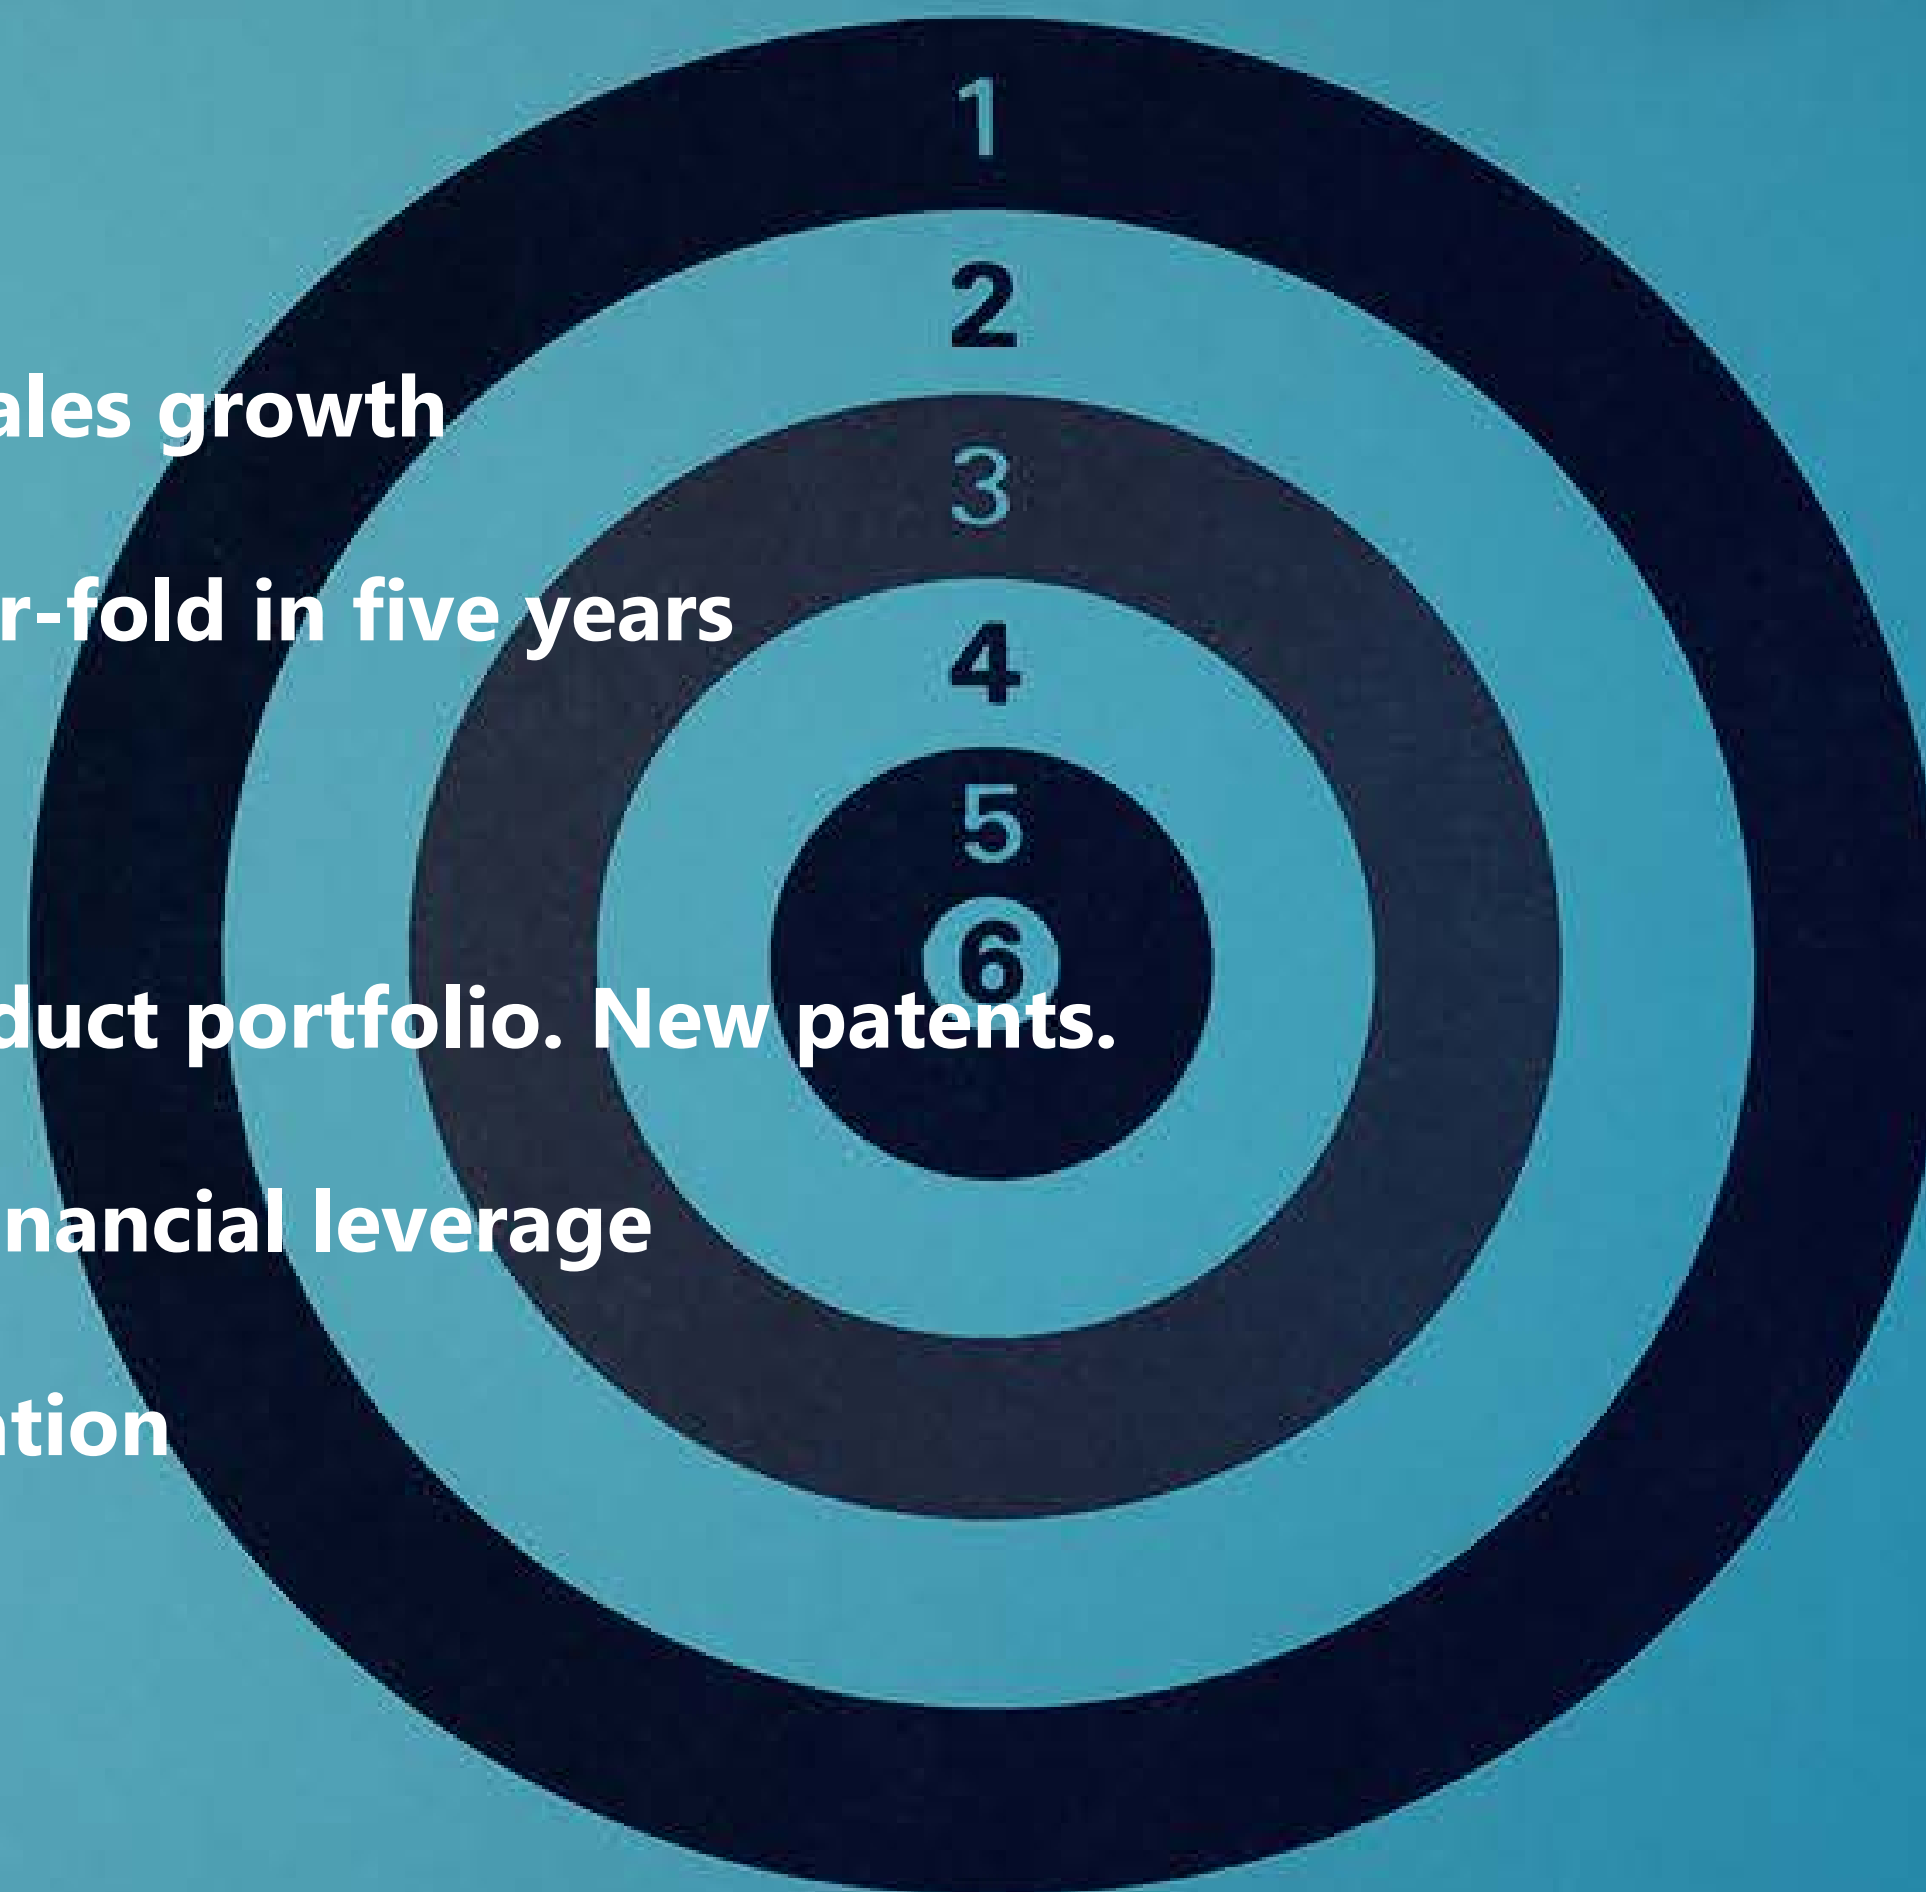 1
2
ales growth
3
r-fold in five years
4
5
6
duct portfolio. New patents.
nancial leverage
ation